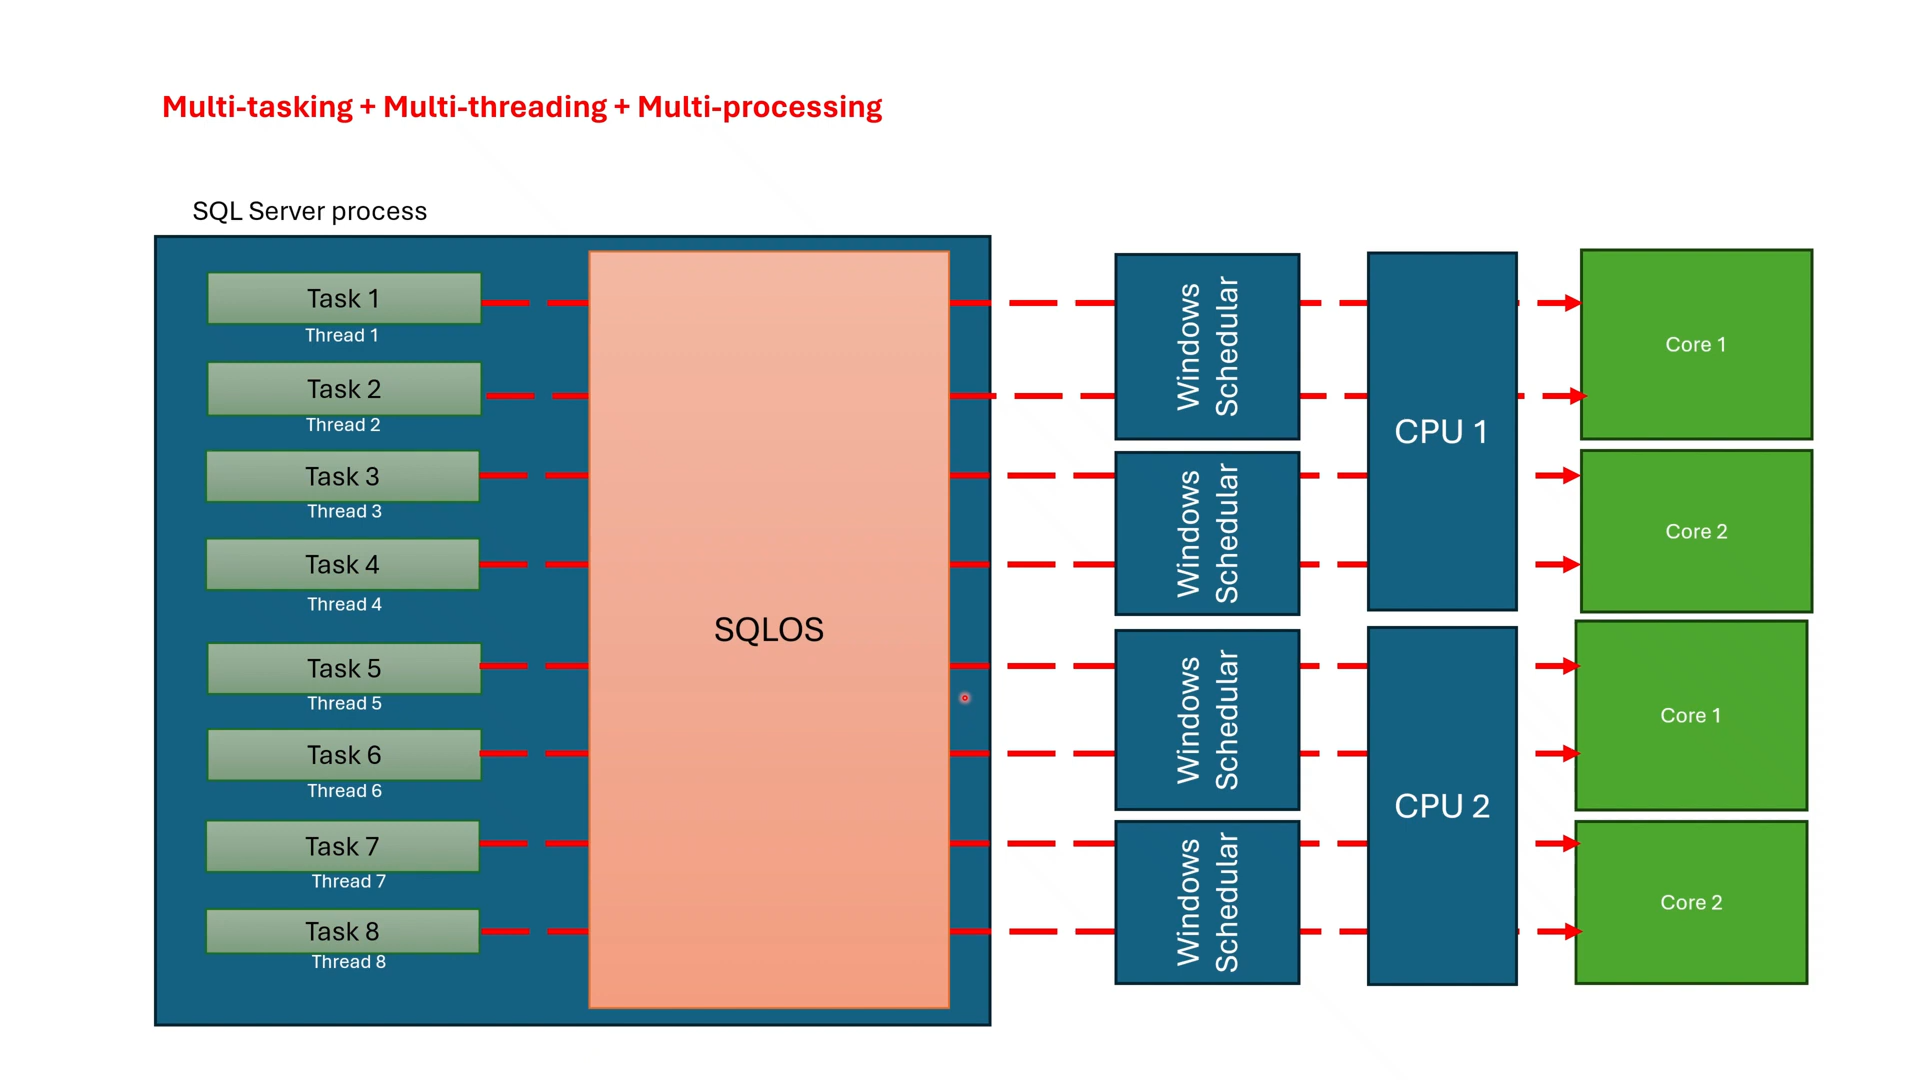 Multi-tasking + Multi-threading + Multi-processing
SQL Server process
Task 1
Thread 1
Task 2
Thread 2
Task 3
Thread 3
Task 4
Thread 4
Task 5
Thread 5
Task 6
Thread 6
Task 7
Thread 7
Task 8
Thread 8
SQLOS
Windows
Schedular
Windows
Schedular
Windows
Schedular
Windows
Schedular
CPU 1
CPU 2
Core 1
Core 2
Core 1
Core 2